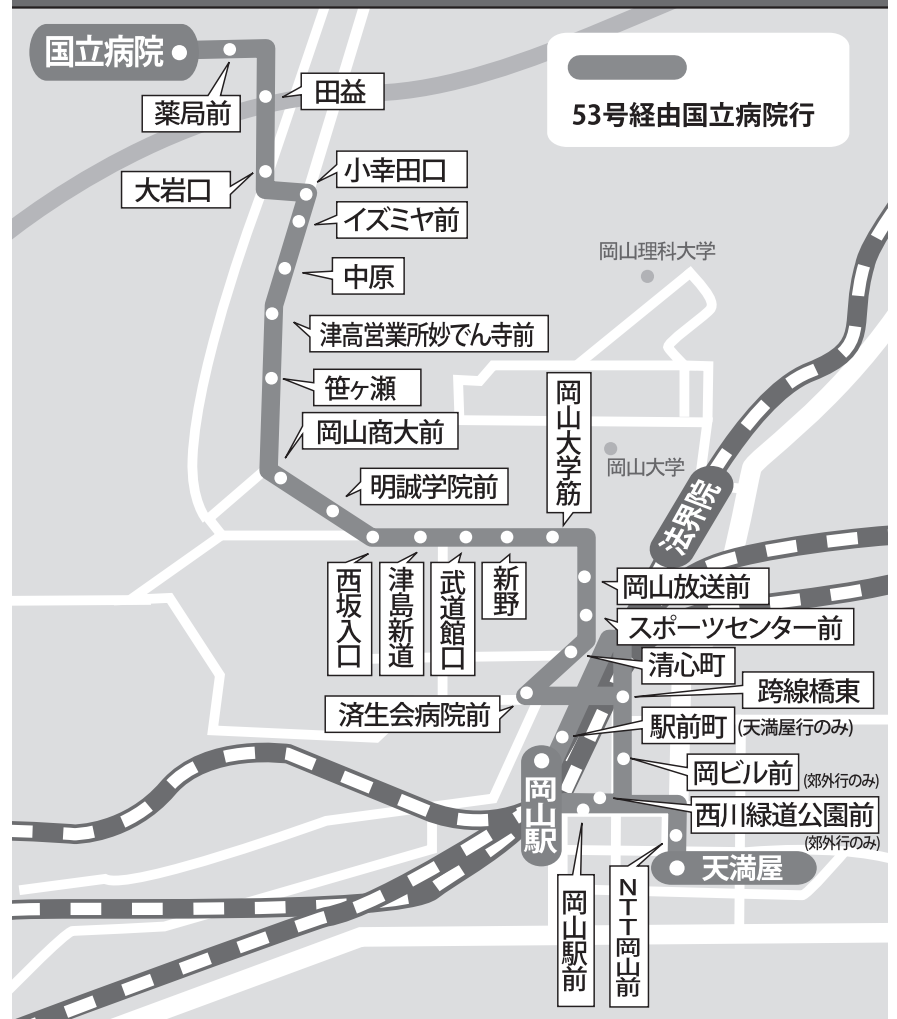 国立病院
53号経由国立病院行
田益
薬局前
小幸田口
大岩口
イズミヤ前
岡山理科大学
中原
津高営業所妙でん寺前
笹ヶ瀬
岡山商大前
岡山大学筋
岡山大学
明誠学院前
法界院
西坂入口
津島新道
武道館口
新野
岡山放送前
スポーツセンター前
清心町
跨線橋東
済生会病院前
駅前町(天満屋行のみ)
岡ビル前(郊外行のみ)
岡山駅
西川緑道公園前
(郊外行のみ)
天満屋
岡山駅前
NTT岡山前